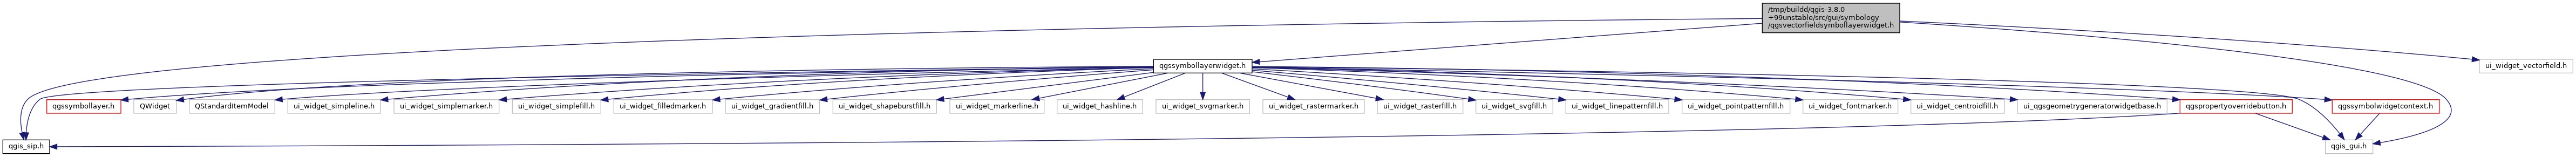 /tmp/buildd/qgis-3.8.0
+99unstable/src/gui/symbology
/qgsvectorfieldsymbollayerwidget.h
qgssymbollayerwidget.h
ui_widget_vectorfield.h
qgssymbollayer.h
QWidget
QStandardItemModel
ui_widget_simpleline.h
ui_widget_simplemarker.h
ui_widget_simplefill.h
ui_widget_filledmarker.h
ui_widget_gradientfill.h
ui_widget_shapeburstfill.h
ui_widget_markerline.h
ui_widget_hashline.h
ui_widget_svgmarker.h
ui_widget_rastermarker.h
ui_widget_rasterfill.h
ui_widget_svgfill.h
ui_widget_linepatternfill.h
ui_widget_pointpatternfill.h
ui_widget_fontmarker.h
ui_widget_centroidfill.h
ui_qgsgeometrygeneratorwidgetbase.h
qgspropertyoverridebutton.h
qgssymbolwidgetcontext.h
qgis_sip.h
qgis_gui.h